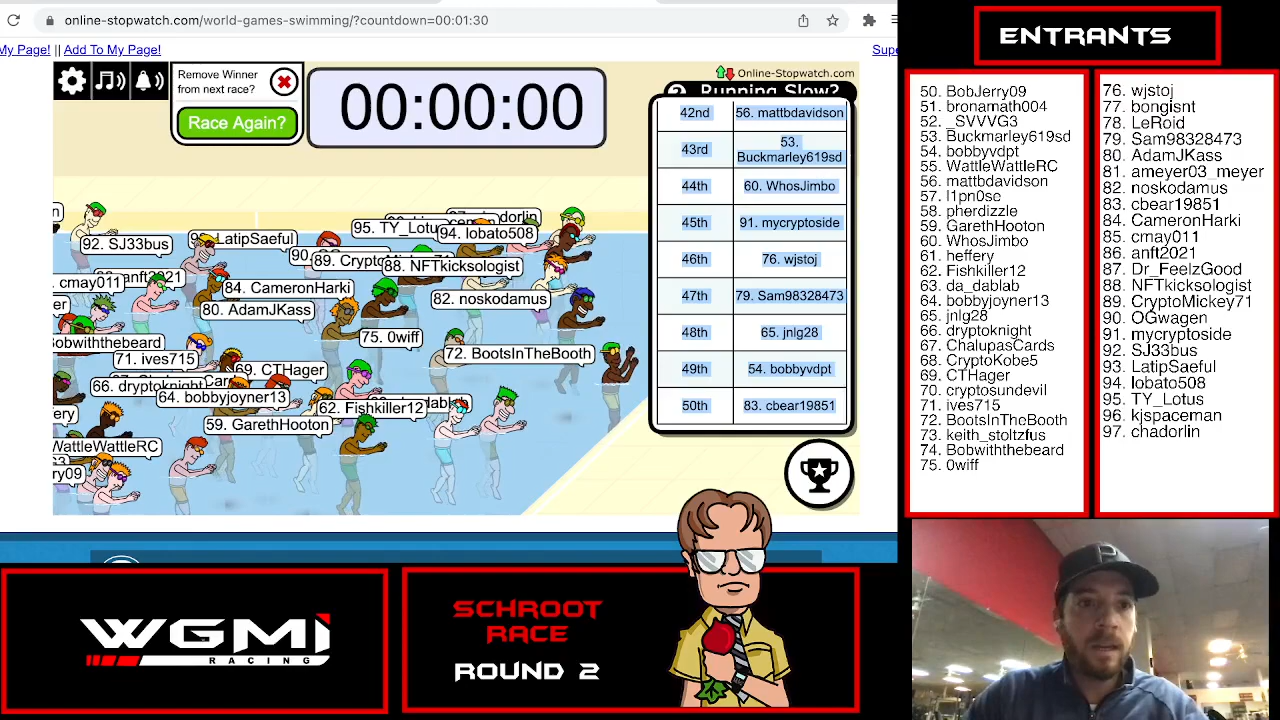 online-stopwatch.com/world-games-swimming/?countdown=00:01:30
My Page! || Add To My Page!
Remove Winner
from next race?
Race Again?
00:00:00
Online-Stopwatch.com
Running Slow?
42nd 56. mattbdavidson
43rd 53.
Buckmarley619sd
44th 60. WhosJimbo
45th 91. mycryptoside
46th 76. wjstoj
47th 79. Sam98328473
48th 65. jnlg28
49th 54. bobbyvdpt
50th 83. cbear19851
95. TY_Lotu
94. lobato508
92. SJ33bus
LatipSaeful
88. NFTkicksologist
cmay011
84. CameronHarki
82. noskodamus
80. AdamJKass
75. 0wiff
72. BootsInTheBooth
71. ives715
69. CTHager
66. dryptoknight
64. bobbyjoyner13
62. Fishkiller12
59. GarethHooton
WattleWattleRC
ENTRANTS
50. BobJerry09
51. bronamath004
52. _SVVVG3
53. Buckmarley619sd
54. bobbyvdpt
55. WattleWattleRC
56. mattbdavidson
57. l1pn0se
58. pherdizzle
59. GarethHooton
60. WhosJimbo
61. heffery
62. Fishkiller12
63. da_dablab
64. bobbyjoyner13
65. jnlg28
66. dryptoknight
67. ChalupasCards
68. CryptoKobe5
69. CTHager
70. cryptosundevil
71. ives715
72. BootsInTheBooth
73. keith_stoltzfus
74. Bobwiththebeard
75. 0wiff
76. wjstoj
77. bongisnt
78. LeRoid
79. Sam98328473
80. AdamJKass
81. ameyer03_meyer
82. noskodamus
83. cbear19851
84. CameronHarki
85. cmay011
86. anft2021
87. Dr_FeelzGood
88. NFTkicksologist
89. CryptoMickey71
90. OGwagen
91. mycryptoside
92. SJ33bus
93. LatipSaeful
94. lobato508
95. TY_Lotus
96. kjspaceman
97. chadorlin
WGMI
RACING
SCHROOT
RACE
ROUND 2